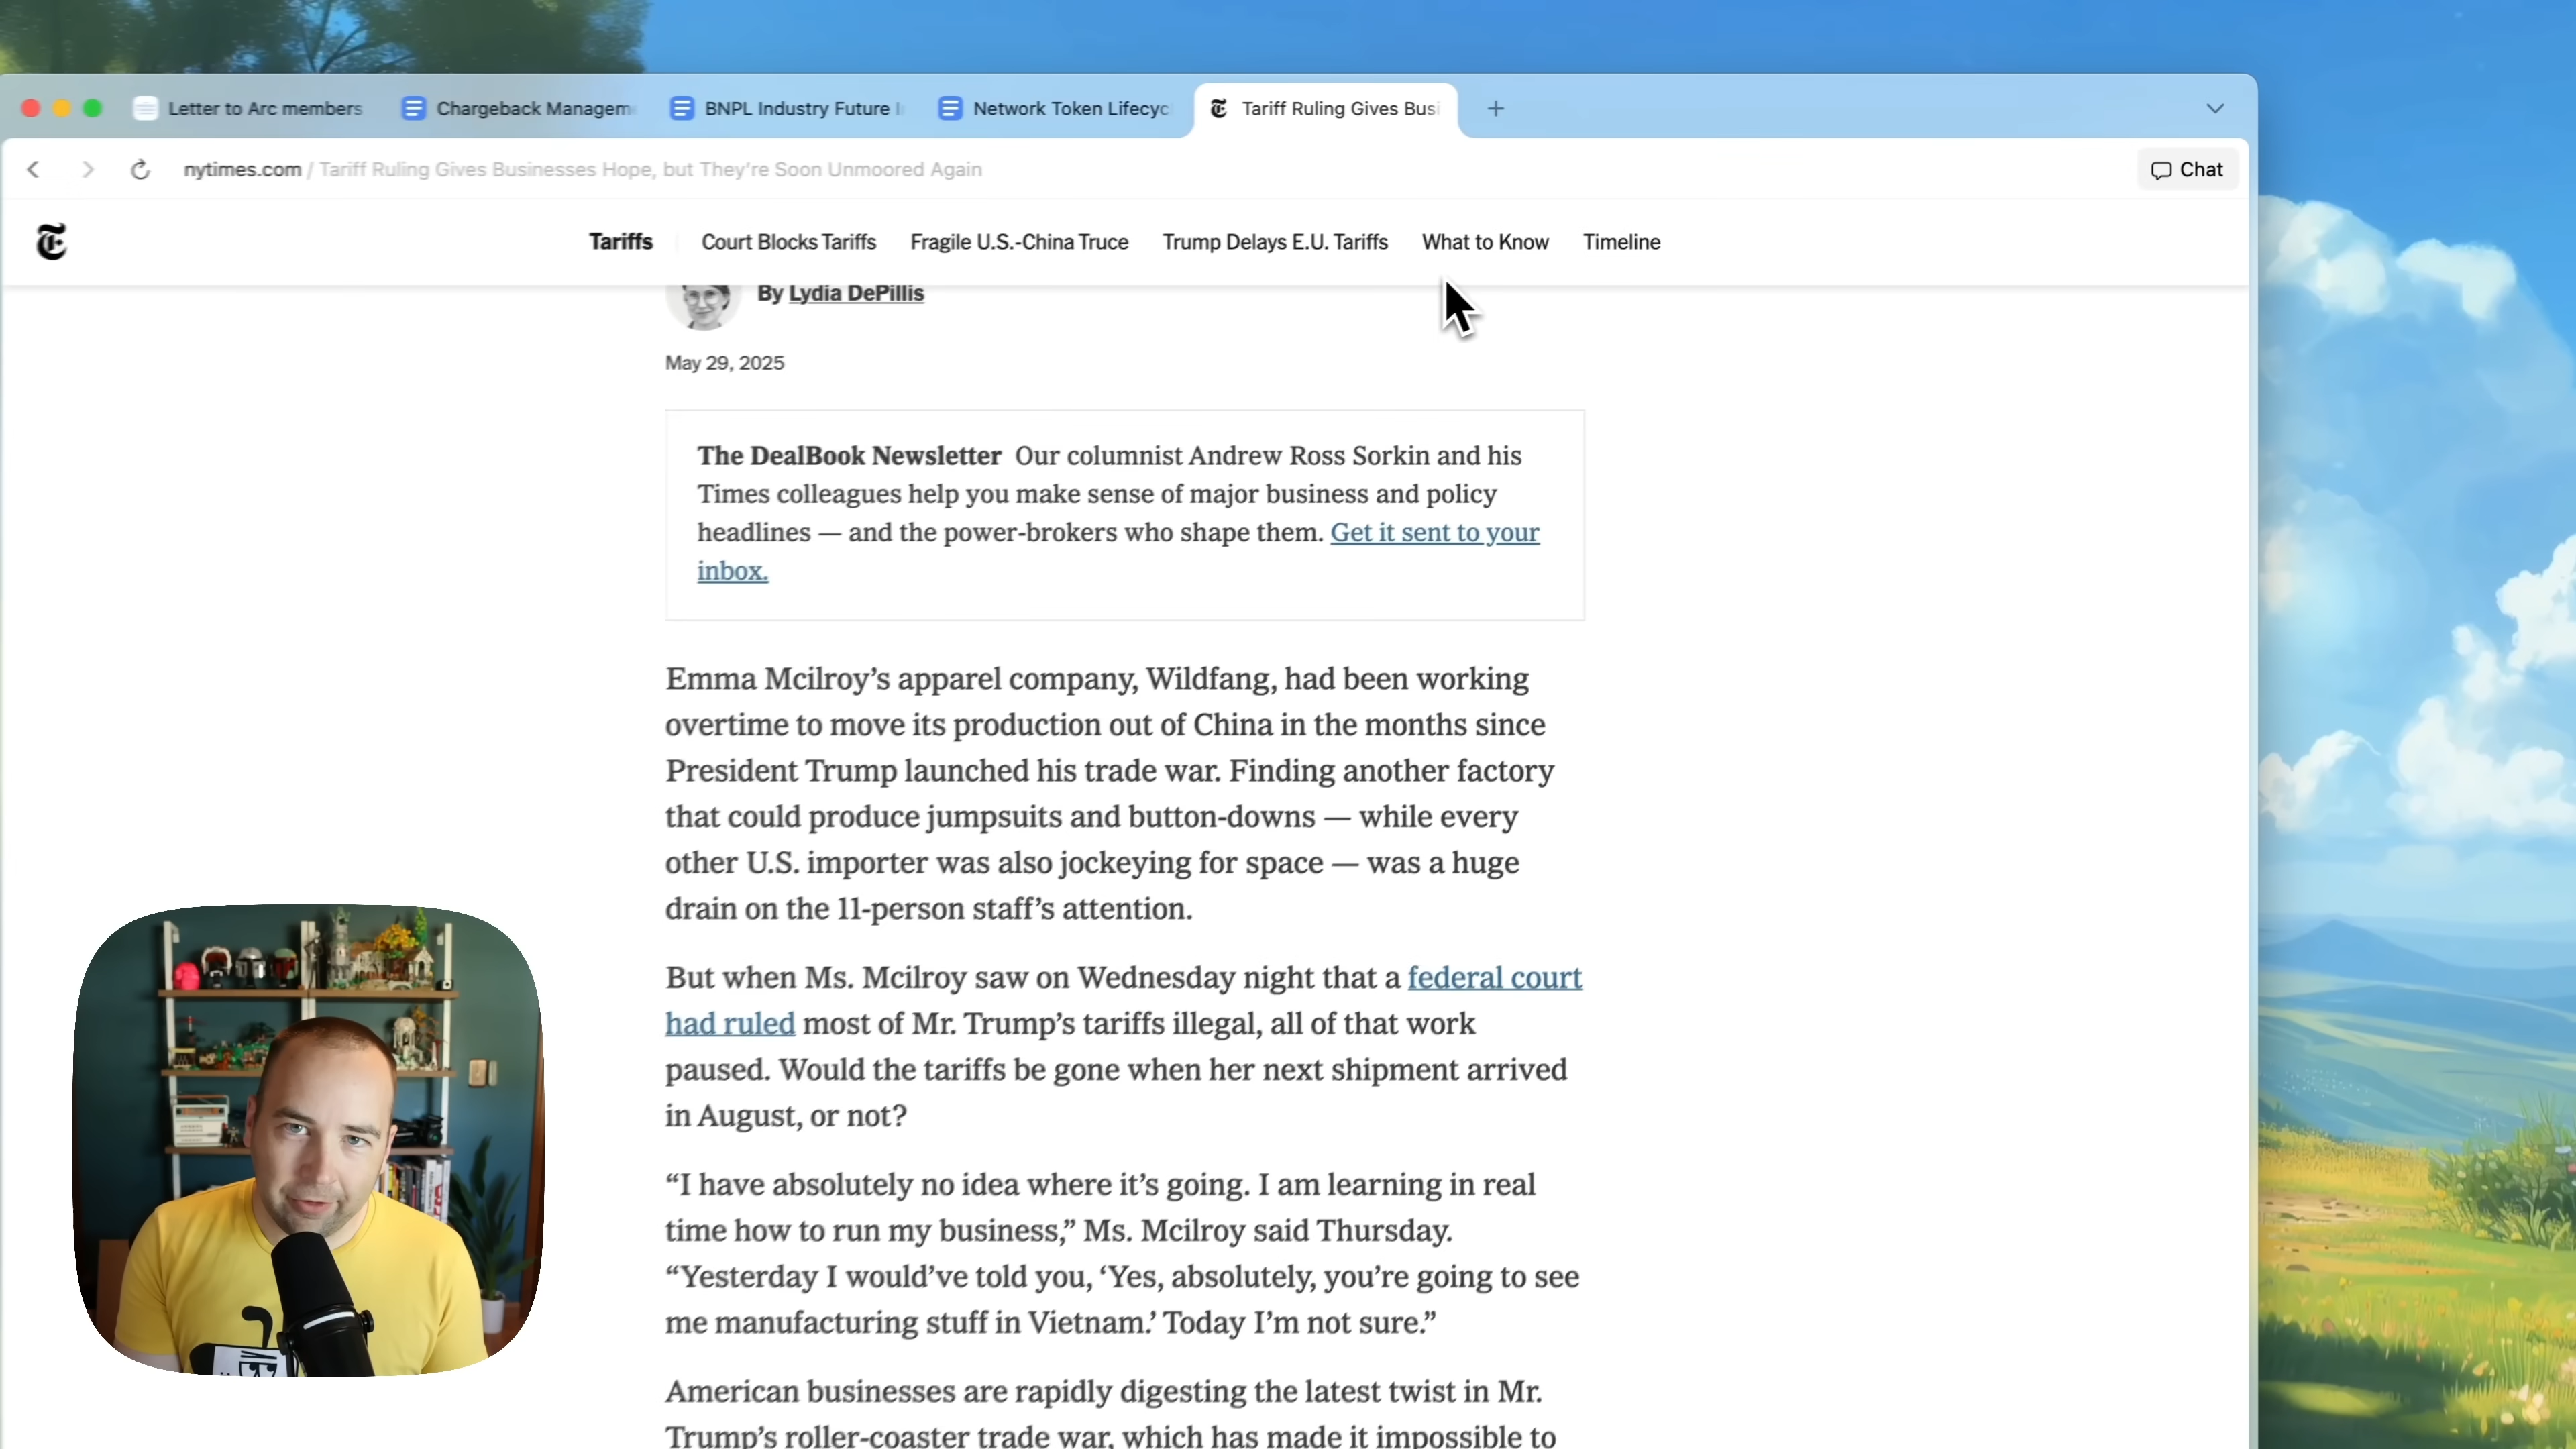 Letter to Arc members
Chargeback Managem
BNPL Industry Future
Network Token Lifecyc
Tariff Ruling Gives Busi
nytimes.com / Tariff Ruling Gives Businesses Hope, but They’re Soon Unmoored Again
Chat
Tariffs
Court Blocks Tariffs
Fragile U.S.-China Truce
Trump Delays E.U. Tariffs
What to Know
Timeline
By Lydia DePillis
May 29, 2025
The DealBook Newsletter Our columnist Andrew Ross Sorkin and his
Times colleagues help you make sense of major business and policy
headlines — and the power-brokers who shape them. Get it sent to your
inbox.
Emma Mcilroy’s apparel company, Wildfang, had been working
overtime to move its production out of China in the months since
President Trump launched his trade war. Finding another factory
that could produce jumpsuits and button-downs — while every
other U.S. importer was also jockeying for space — was a huge
drain on the 11-person staff’s attention.
But when Ms. Mcilroy saw on Wednesday night that a federal court
had ruled most of Mr. Trump’s tariffs illegal, all of that work
paused. Would the tariffs be gone when her next shipment arrived
in August, or not?
“I have absolutely no idea where it’s going. I am learning in real
time how to run my business,” Ms. Mcilroy said Thursday.
“Yesterday I would’ve told you, ‘Yes, absolutely, you’re going to see
me manufacturing stuff in Vietnam.’ Today I’m not sure.”
American businesses are rapidly digesting the latest twist in Mr.
Trump’s roller-coaster trade war, which has made it impossible to